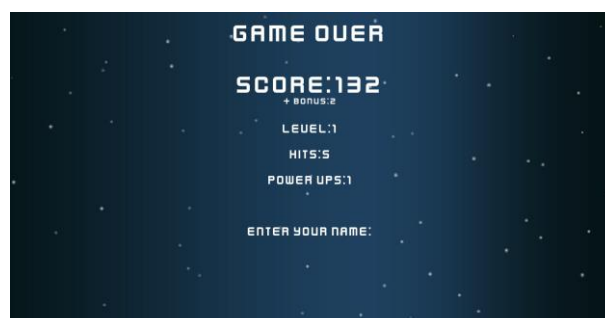 GAME OVER
SCORE:132
+ BONUS:2
LEVEL:1
HITS:5
POWER UPS:1
ENTER YOUR NAME: